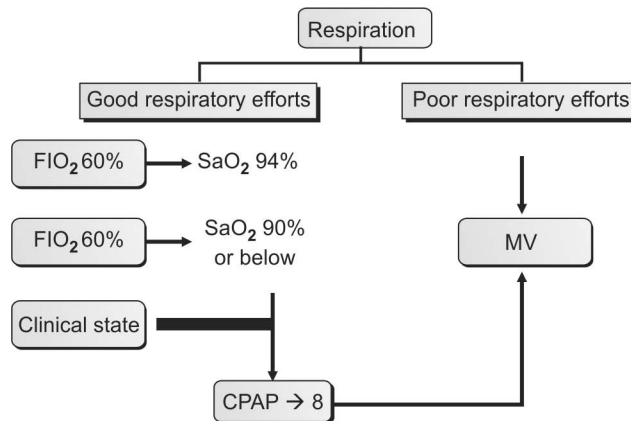 Respiration
Good respiratory efforts
Poor respiratory efforts
FIO₂ 60%
SaO₂ 94%
FIO₂ 60%
SaO₂ 90%
or below
MV
Clinical state
CPAP → 8